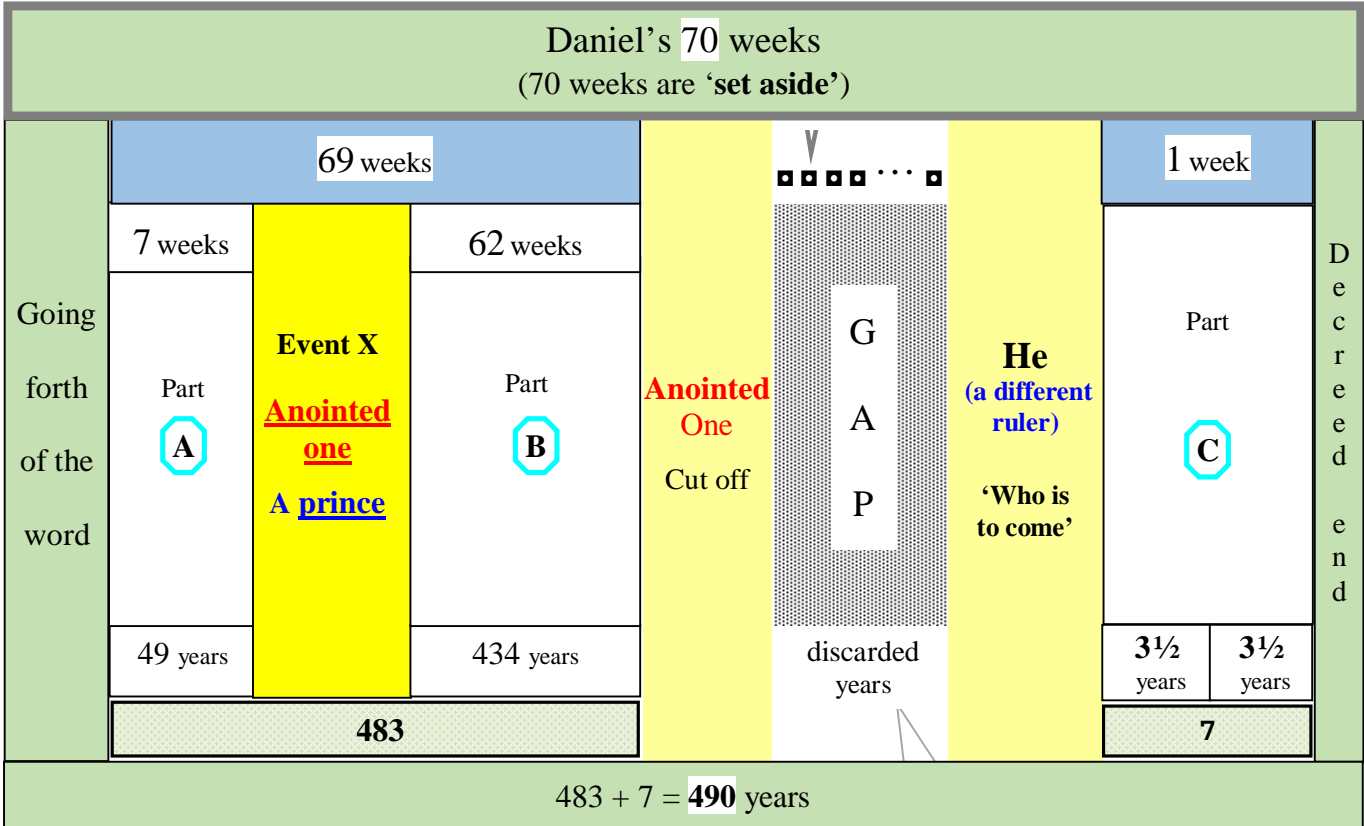 Daniel’s 70 weeks
(70 weeks are ‘set aside’)
Going
forth
of the
word
69 weeks
7 weeks
Part
A
49 years
Event X
Anointed
one
A prince
62 weeks
Part
B
434 years
483
Anointed
One
Cut off
...
G
A
P
discarded
years
He
(a different
ruler)
‘Who is
to come’
1 week
Part
C
3½
years
3½
years
7
D
e
c
r
e
e
d
e
n
d
483 + 7 = 490 years